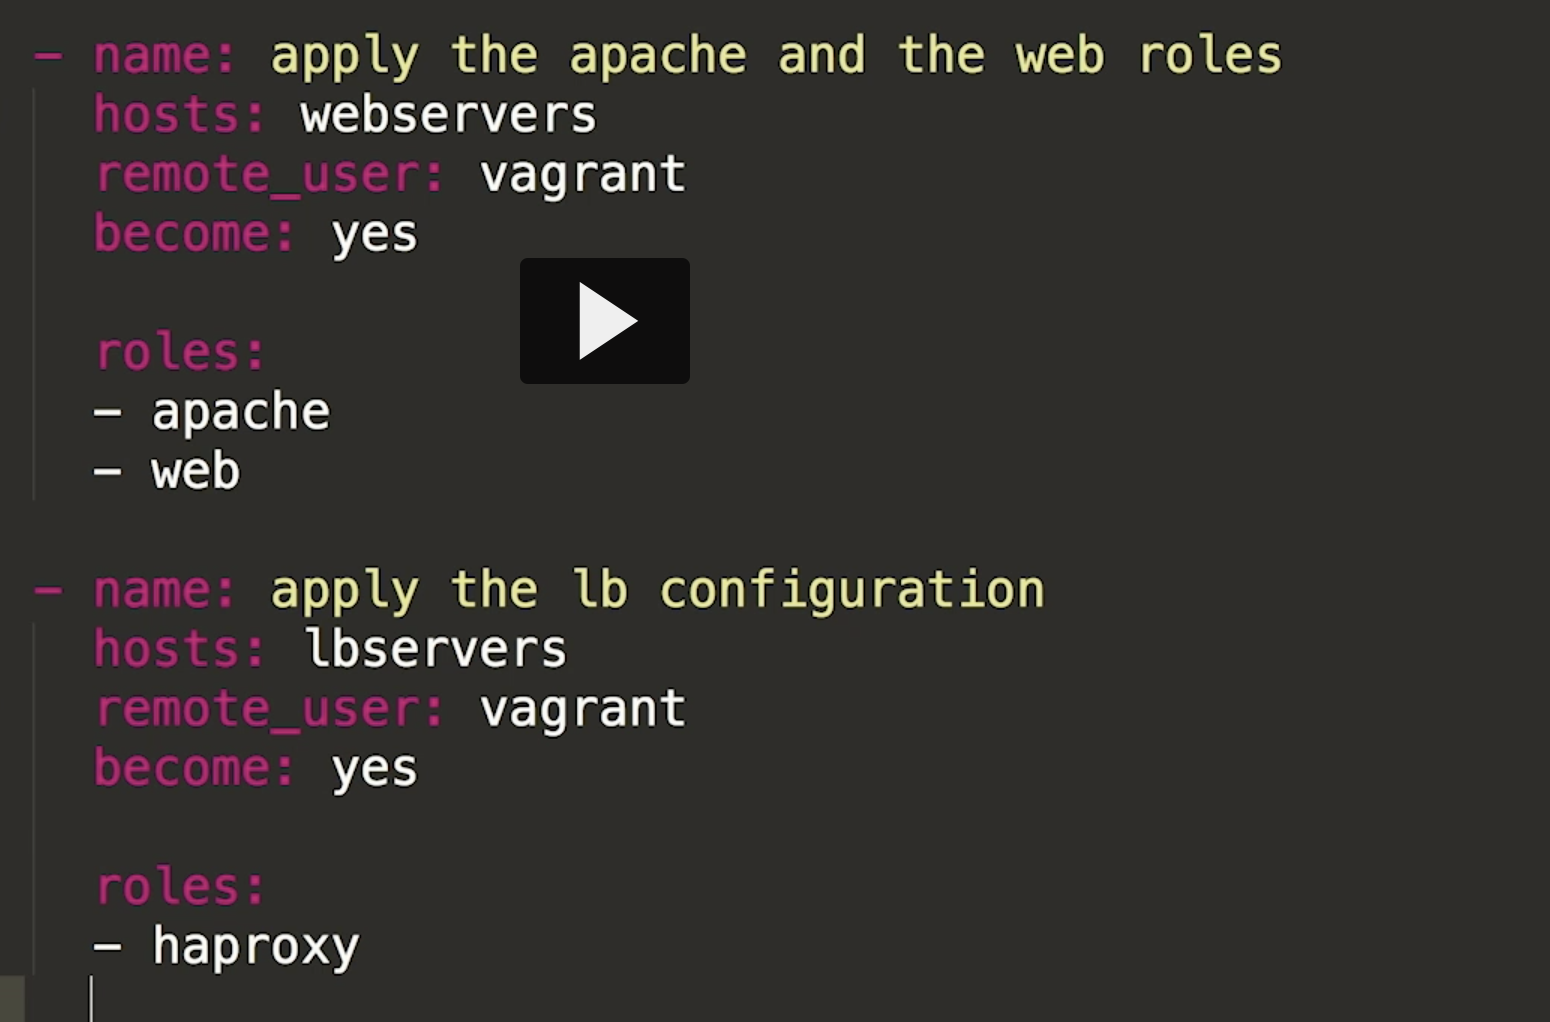 - name: apply the apache and the web roles
  hosts: webservers
  remote_user: vagrant
  become: yes
  roles:
  - apache
  - web
- name: apply the lb configuration
  hosts: lbservers
  remote_user: vagrant
  become: yes
  roles:
  - haproxy